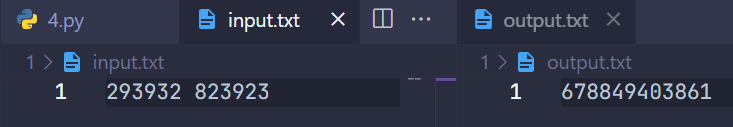 4.py input.txt output.txt
1 input.txt 1 output.txt
1 293932 823923 1 678849403861